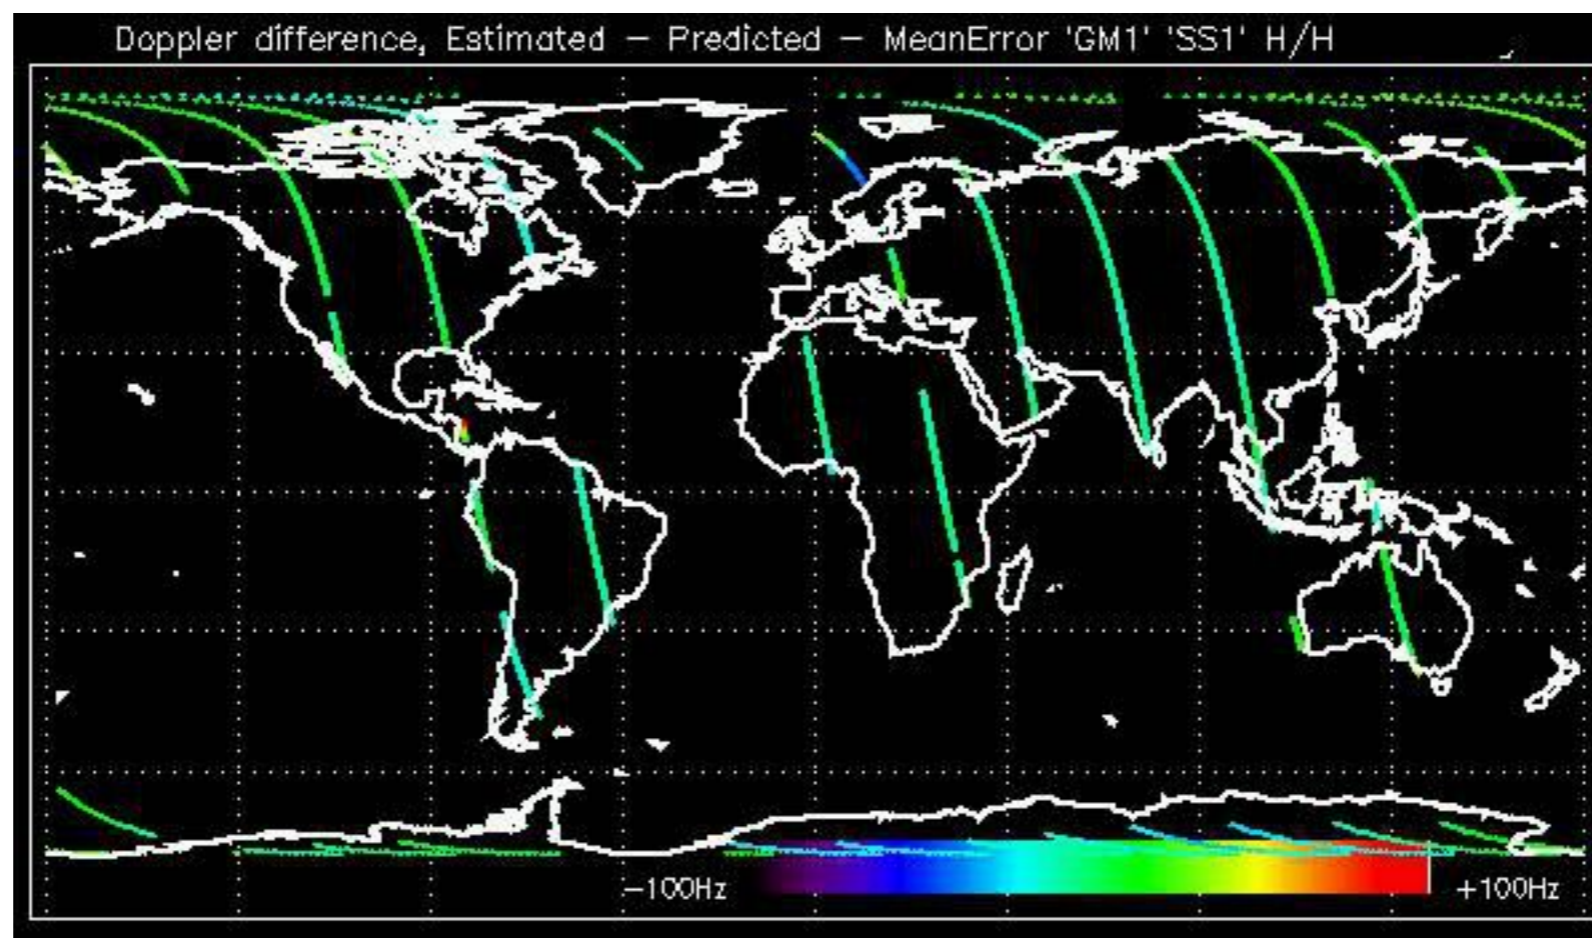 Doppler difference, Estimated – Predicted – MeanError 'GM1' 'SS1' H/H
-100Hz
+100Hz